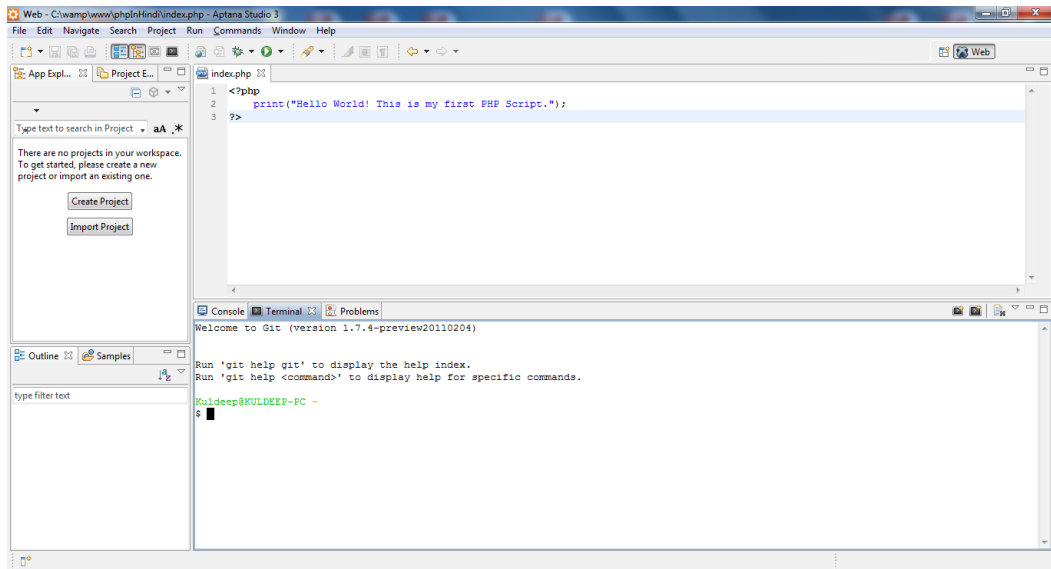 Web - C:\wamp\www\phpInHindi\index.php - Aptana Studio 3
File Edit Navigate Search Project Run Commands Window Help
Web
App Expl... Project E...
Type text to search in Project aA .*
There are no projects in your workspace.
To get started, please create a new
project or import an existing one.
Create Project
Import Project
index.php
1 <?php
2 print("Hello World! This is my first PHP Script.");
3 ?>
Outline Samples
type filter text
Console Terminal Problems
Welcome to Git (version 1.7.4-preview20110204)
Run 'git help git' to display the help index.
Run 'git help <command>' to display help for specific commands.
Kuldeep@KULDEEP-PC ~
$